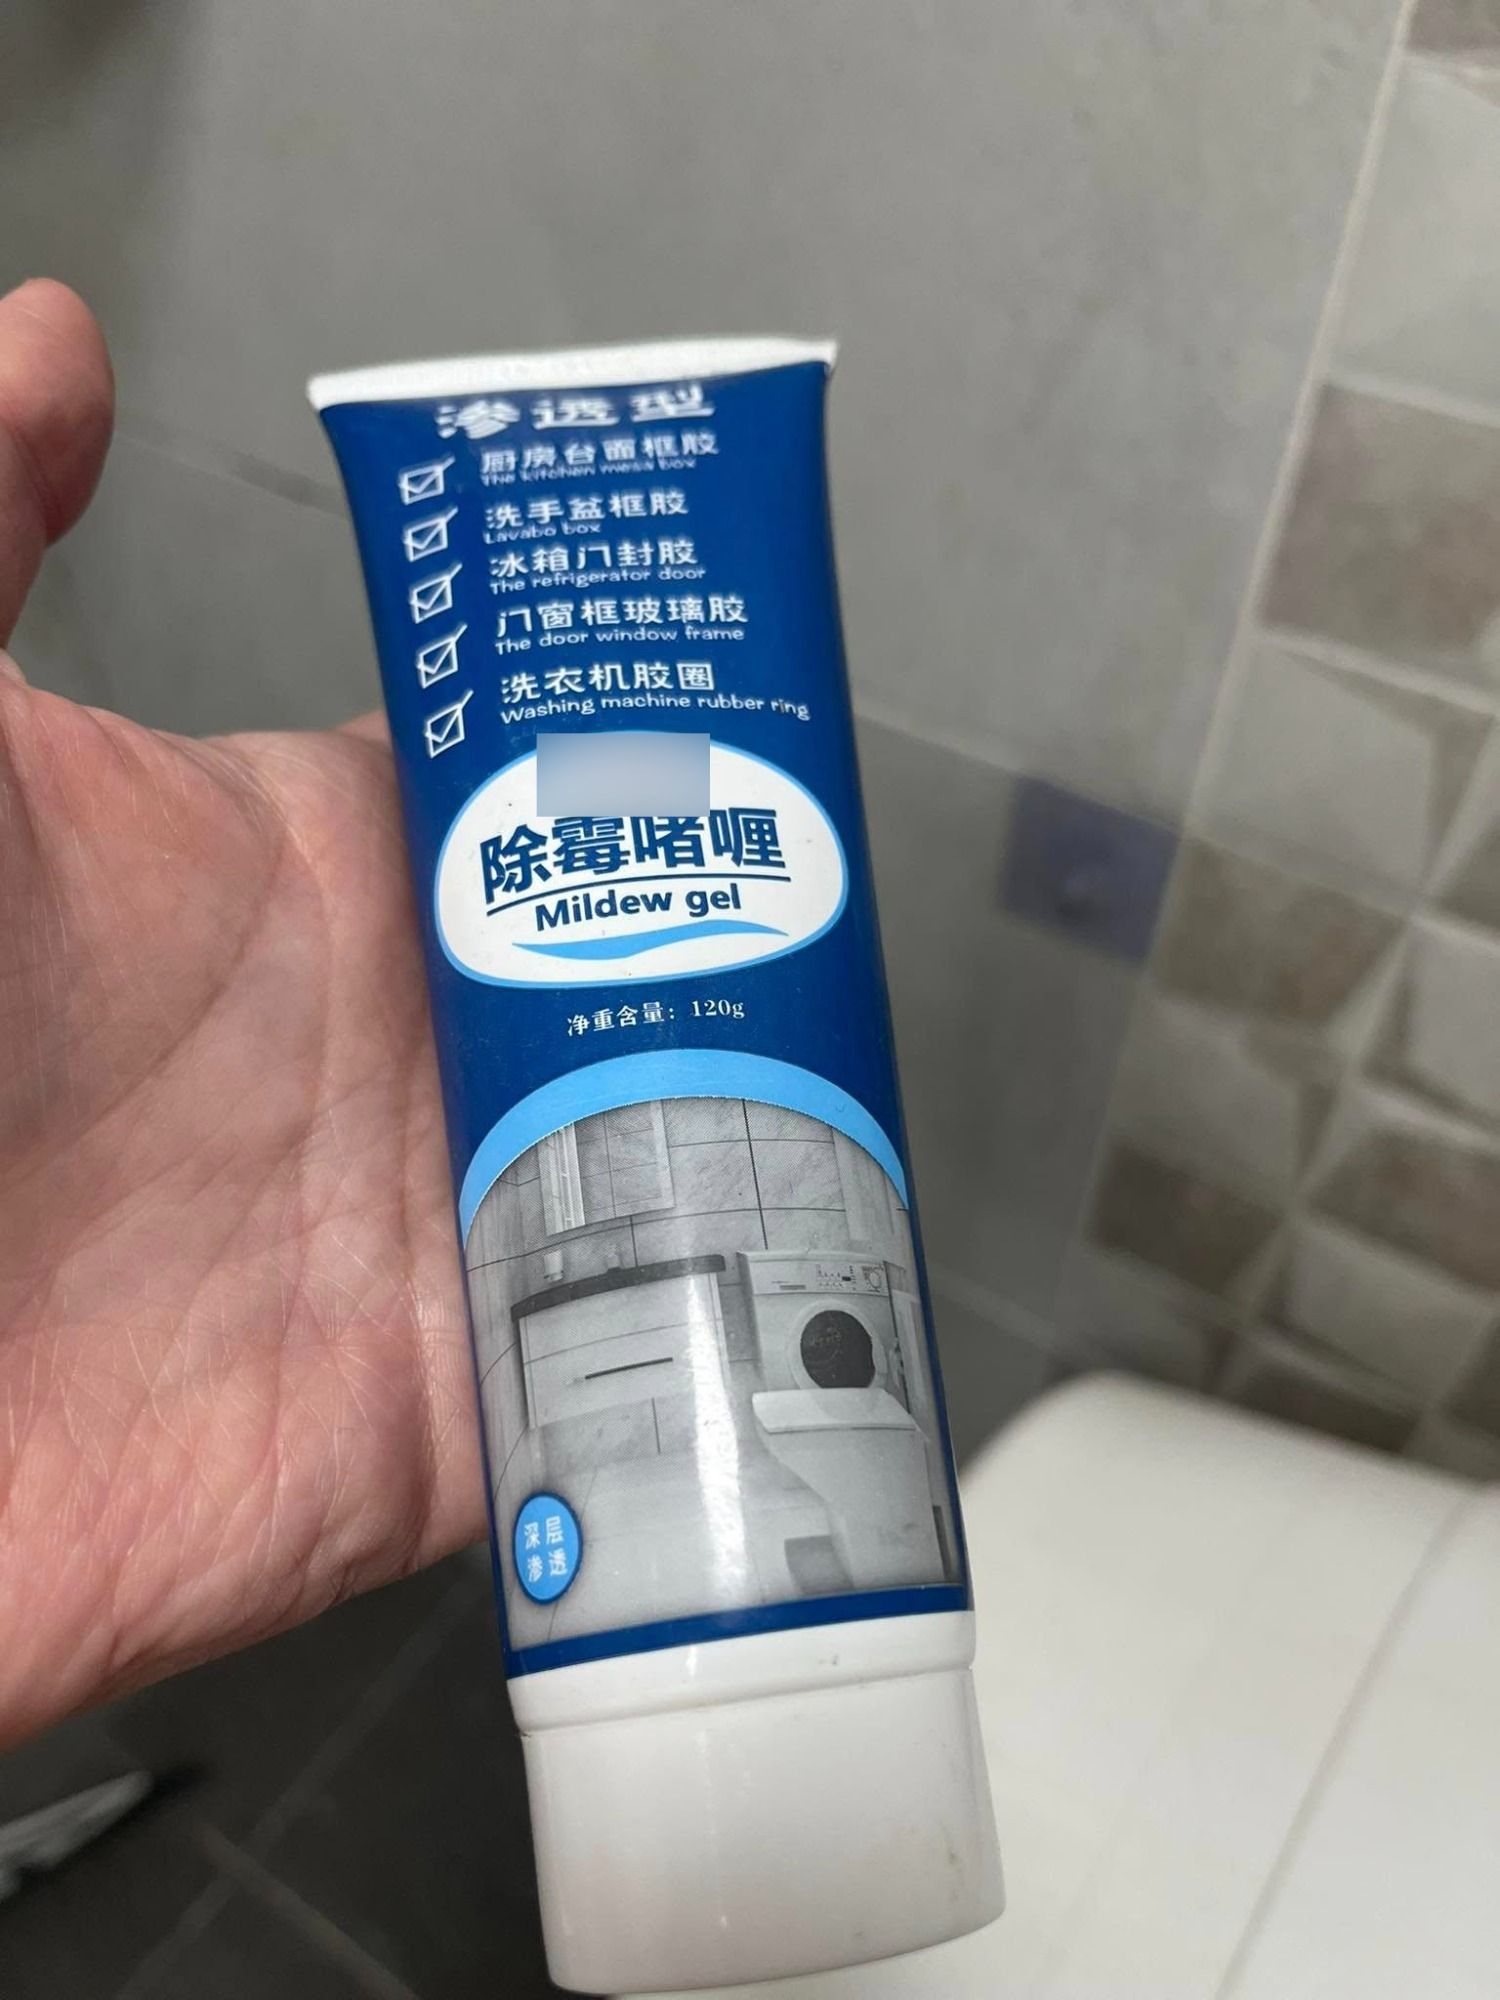 渗透型
厨房台面框胶
The kitchen mess box
洗手盆框胶
Lavabo box
冰箱门封胶
The refrigerator door
门窗框玻璃胶
The door window frame
洗衣机胶圈
Washing machine rubber ring
除霉啫喱
Mildew gel
净重含量：120g
深层
渗透